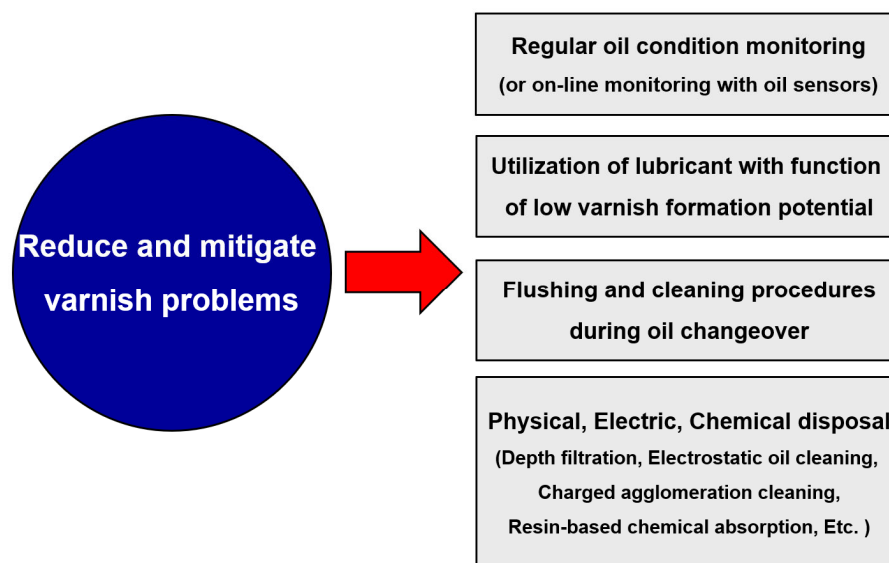 Reduce and mitigate
varnish problems
Regular oil condition monitoring
(or on-line monitoring with oil sensors)
Utilization of lubricant with function
of low varnish formation potential
Flushing and cleaning procedures
during oil changeover
Physical, Electric, Chemical disposal
(Depth filtration, Electrostatic oil cleaning,
Charged agglomeration cleaning,
Resin-based chemical absorption, Etc. )